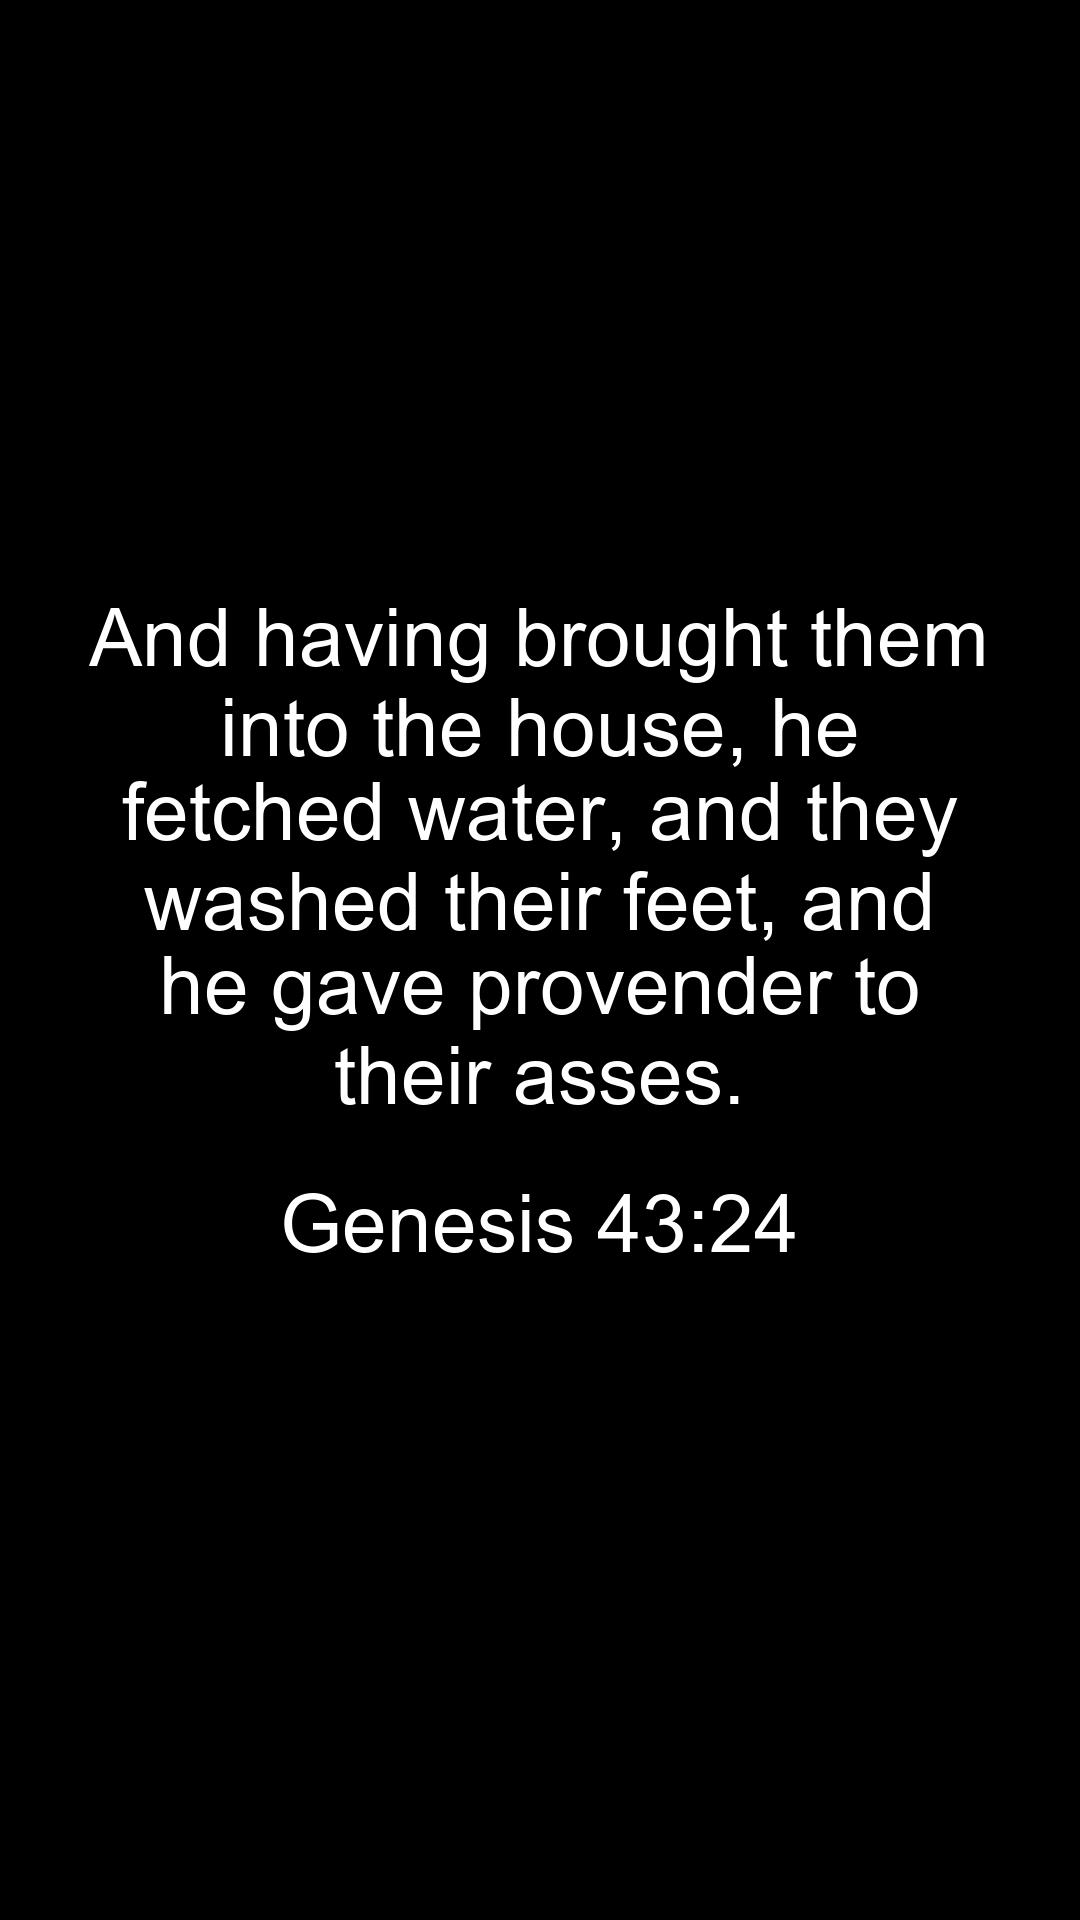 And having brought them
into the house, he
fetched water, and they
washed their feet, and
he gave provender to
their asses.
Genesis 43:24